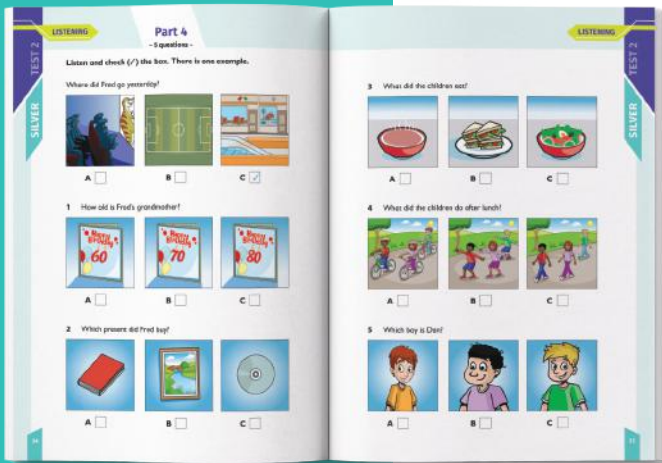 LISTENING
Part 4
– 5 questions –
TEST 2
SILVER
Listen and check (✓) the box. There is one example.
Where did Fred go yesterday?
A
B
C ✓
1 How old is Fred's grandmother?
Happy Birthday 60
Happy Birthday 70
Happy Birthday 80
A
B
C
2 Which present did Fred buy?
A
B
C
LISTENING
TEST 2
SILVER
3 What did the children eat?
A
B
C
4 What did the children do after lunch?
A
B
C
5 Which boy is Dan?
A
B
C